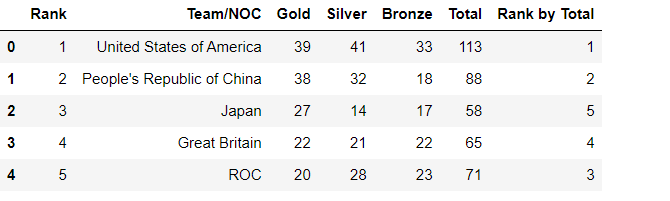 Rank Team/NOC Gold Silver Bronze Total Rank by Total
0 1 United States of America 39 41 33 113 1
1 2 People's Republic of China 38 32 18 88 2
2 3 Japan 27 14 17 58 5
3 4 Great Britain 22 21 22 65 4
4 5 ROC 20 28 23 71 3